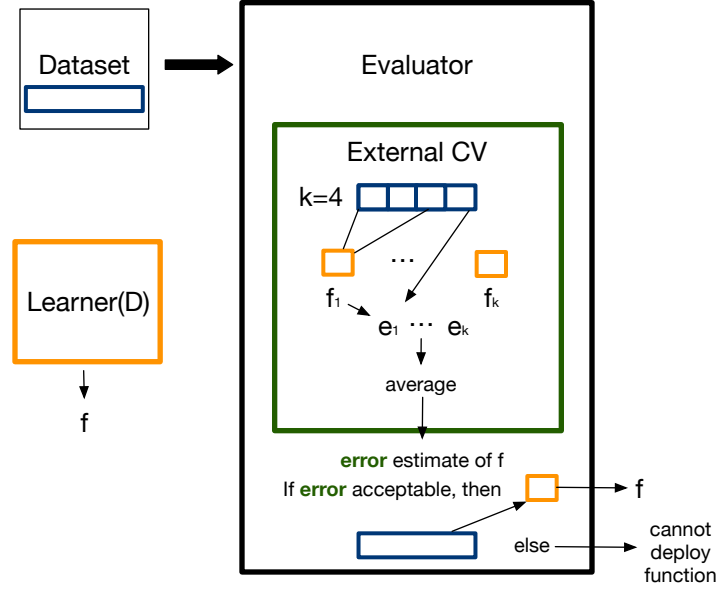 Dataset
Evaluator
External CV
k=4
...
Learner(D)
f1
fk
e1 ... ek
f
average
error estimate of f
If error acceptable, then
f
else
cannot
deploy
function